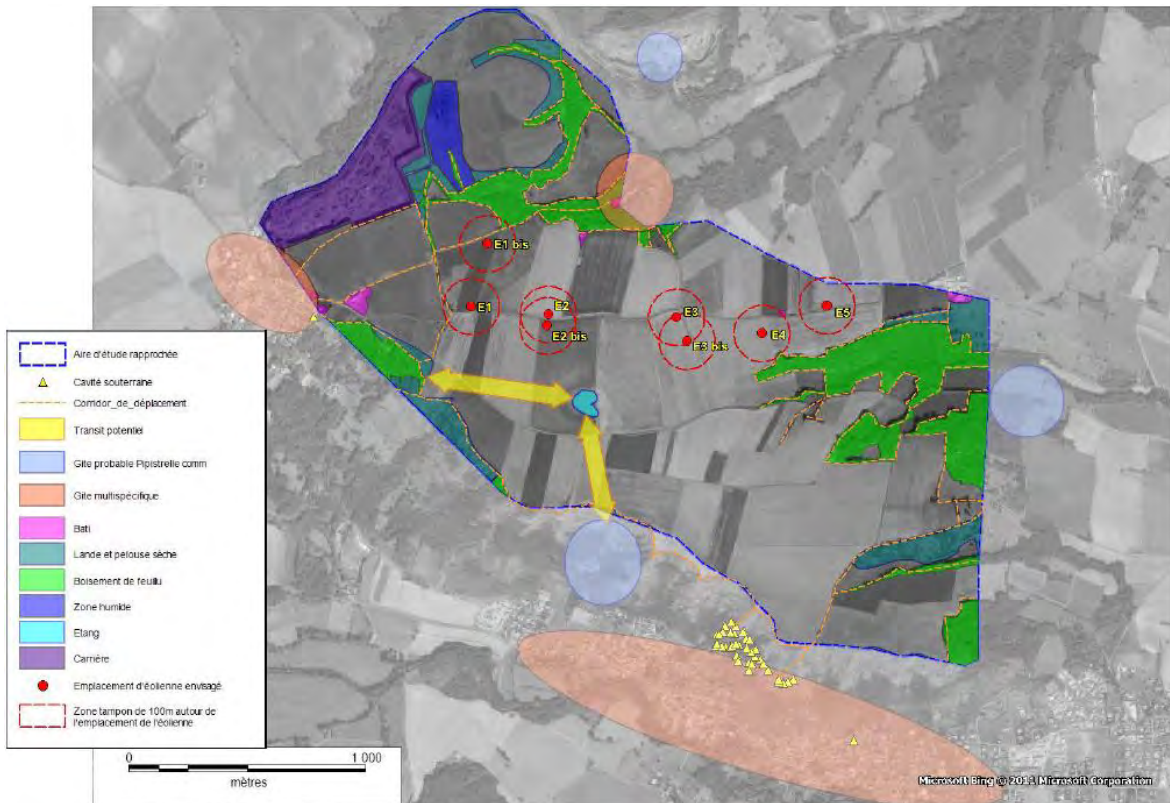 E1 bis
E1
E2
E2 bis
E3
E3 bis
E4
E5
Aire d'étude rapprochée
Cavité souterraine
Corridor_de_déplacement
Transit potentiel
Gite probable Pipistrelle comm
Gite multispécifique
Bati
Lande et pelouse sèche
Boisement de feuillu
Zone humide
Etang
Carrière
Emplacement d'éolienne envisagé
Zone tampon de 100m autour de
l'emplacement de l'éolienne
0 1 000
mètres
Microsoft Bing © 2011 Microsoft Corporation